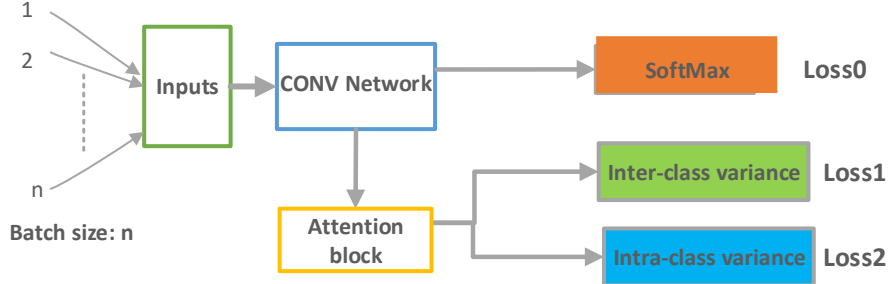 1
2
n
Batch size: n
Inputs
CONV Network
SoftMax
Loss0
Attention
block
Inter-class variance
Loss1
Intra-class variance
Loss2